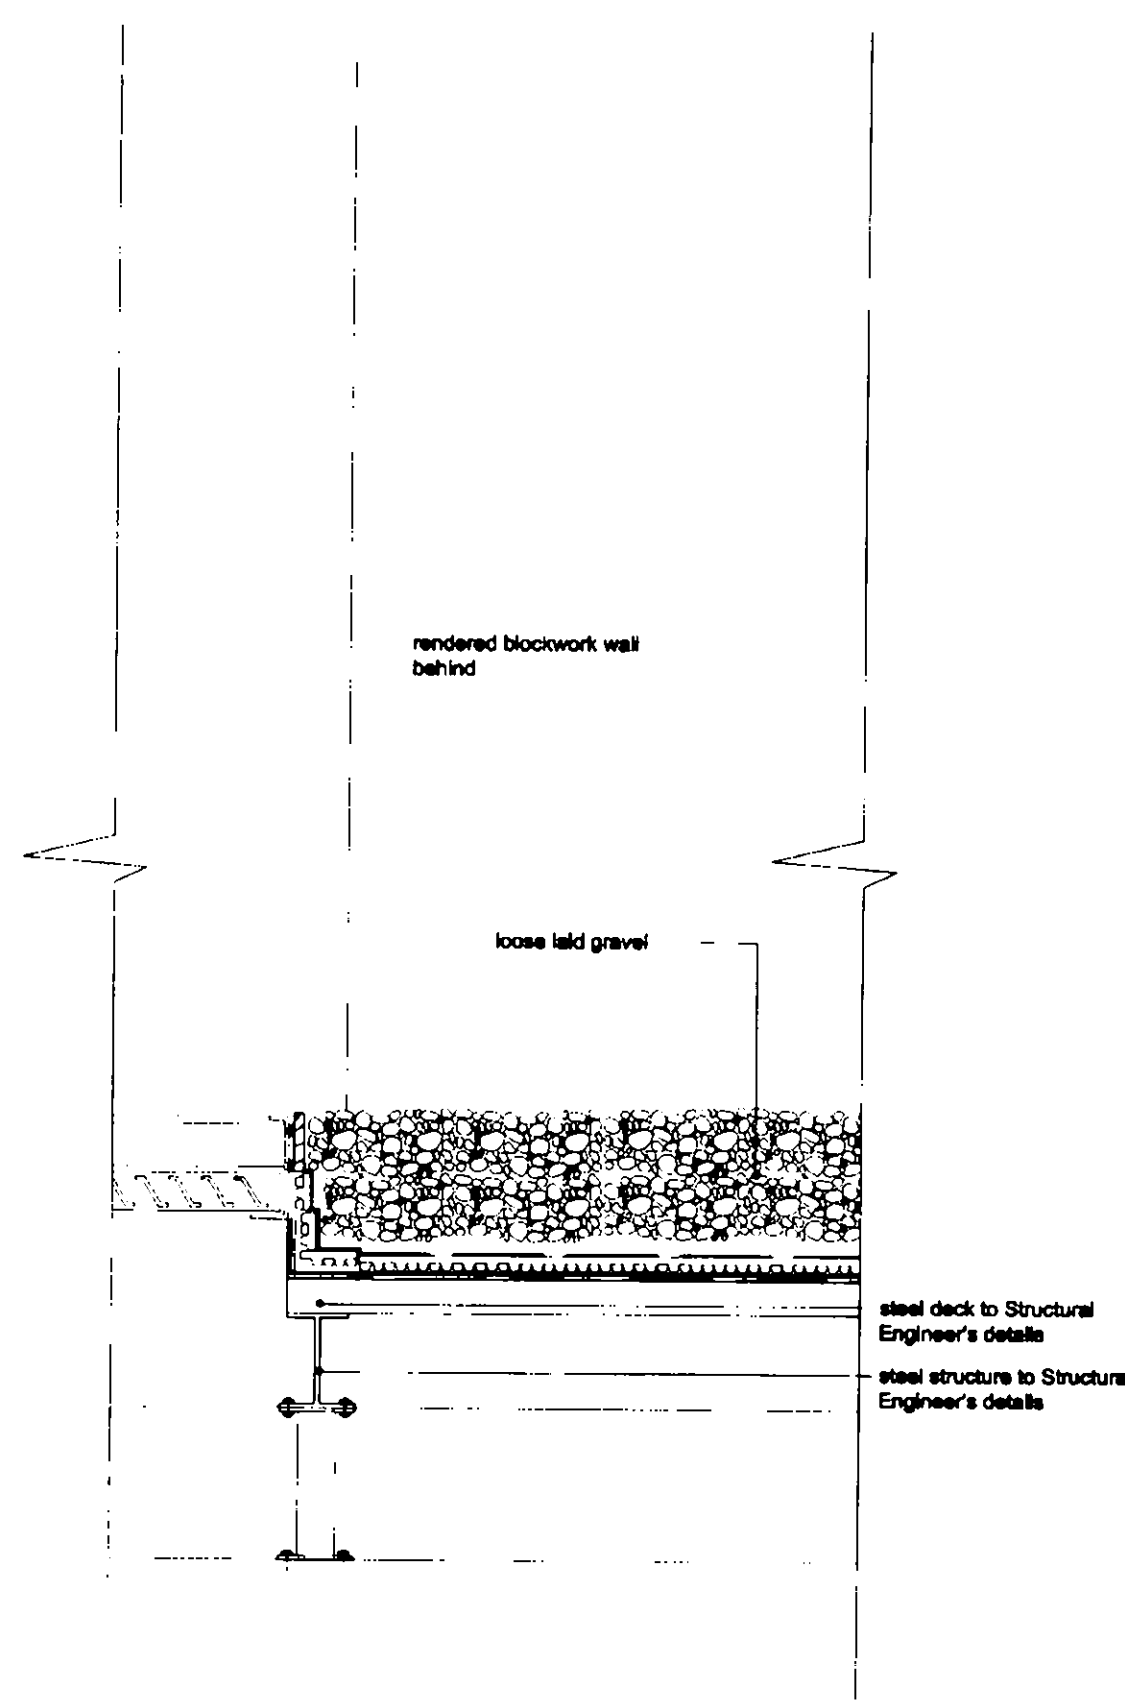 rendered blockwork wall
behind
loose laid gravel
steel deck to Structural
Engineer's details
steel structure to Structura
Engineer's details